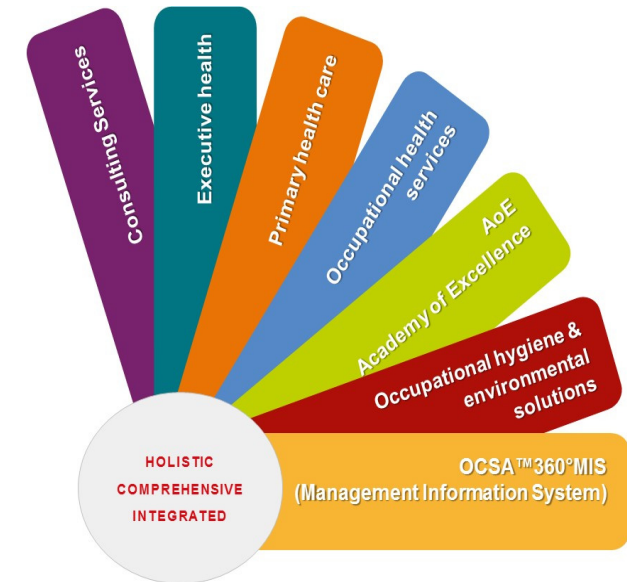 Consulting Services
Executive health
Primary health care
Occupational health
services
AoE
Academy of Excellence
Occupational hygiene &
environmental
solutions
OCSA™360°MIS
(Management Information System)
HOLISTIC
COMPREHENSIVE
INTEGRATED